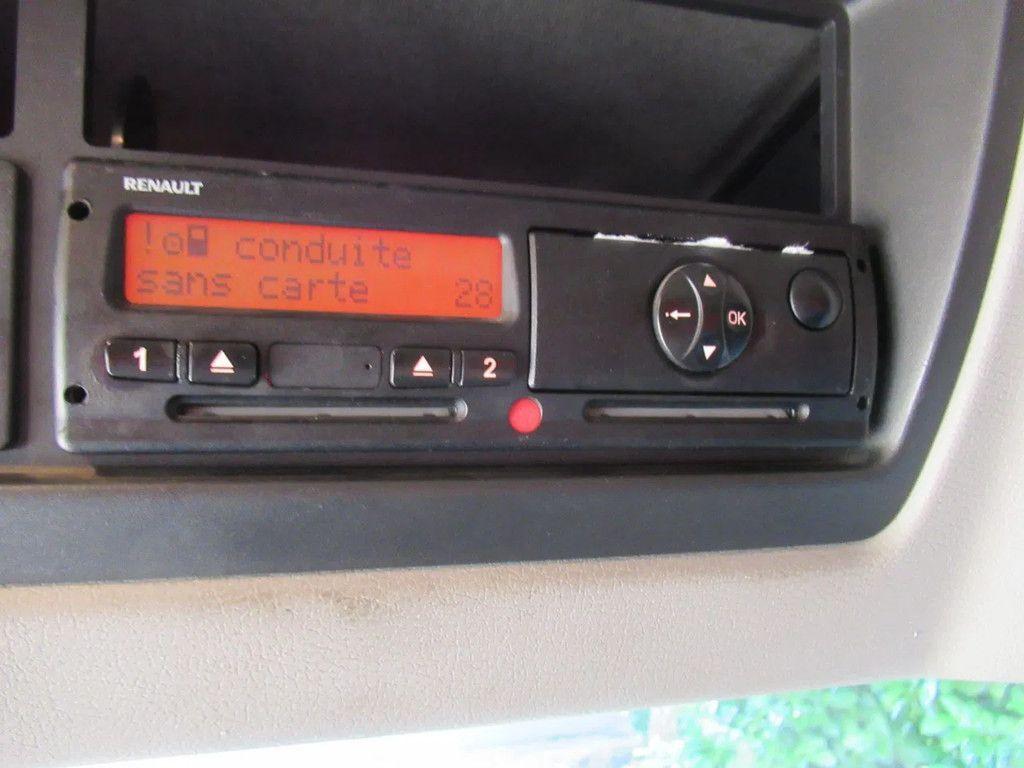 RENAULT
! conduite
sans carte 28
1 2
OK